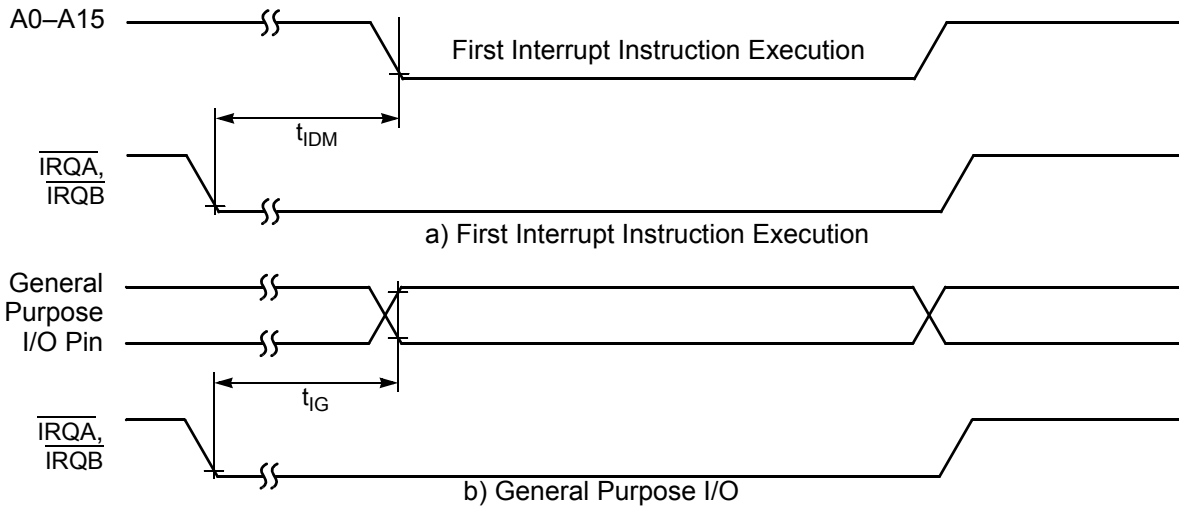 A0–A15
First Interrupt Instruction Execution
tIDM
IRQA,
IRQB
a) First Interrupt Instruction Execution
General
Purpose
I/O Pin
tIG
IRQA,
IRQB
b) General Purpose I/O